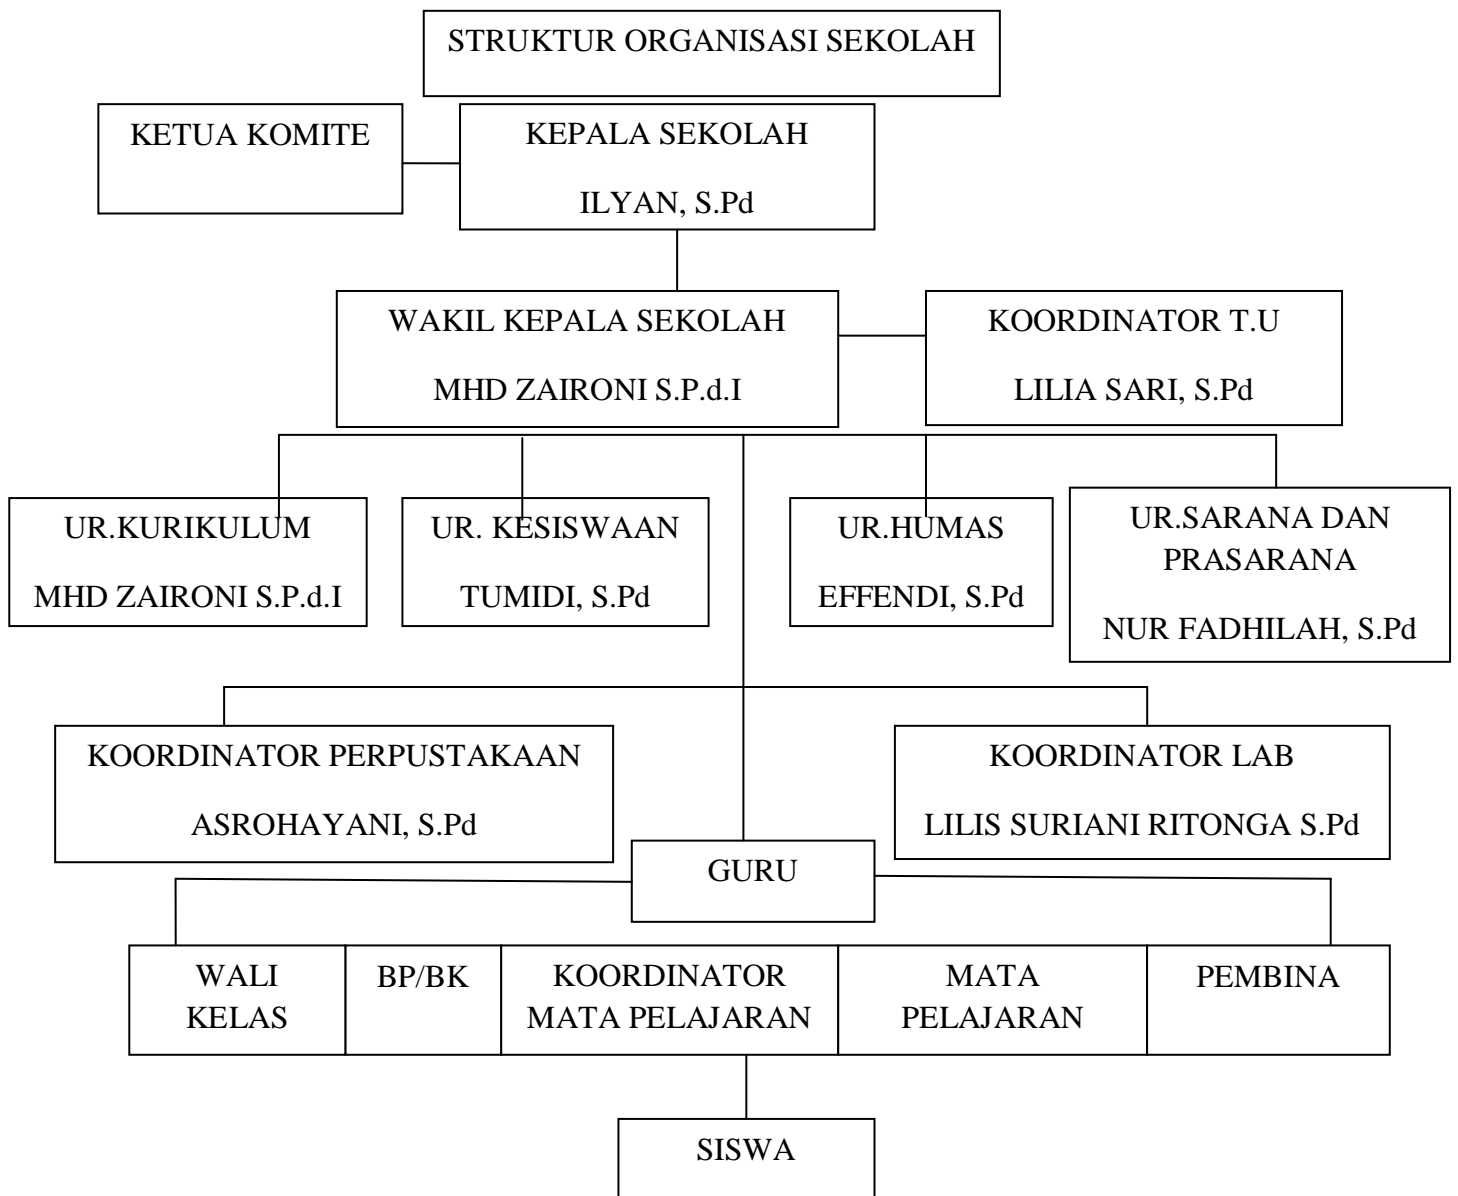 STRUKTUR ORGANISASI SEKOLAH
KETUA KOMITE
KEPALA SEKOLAH
ILYAN, S.Pd
WAKIL KEPALA SEKOLAH
MHD ZAIRONI S.P.d.I
KOORDINATOR T.U
LILIA SARI, S.Pd
UR.KURIKULUM
MHD ZAIRONI S.P.d.I
UR. KESISWAAN
TUMIDI, S.Pd
UR.HUMAS
EFFENDI, S.Pd
UR.SARANA DAN
PRASARANA
NUR FADHILAH, S.Pd
KOORDINATOR PERPUSTAKAAN
ASROHAYANI, S.Pd
KOORDINATOR LAB
LILIS SURIANI RITONGA S.Pd
GURU
WALI
KELAS
BP/BK
KOORDINATOR
MATA PELAJARAN
MATA
PELAJARAN
PEMBINA
SISWA